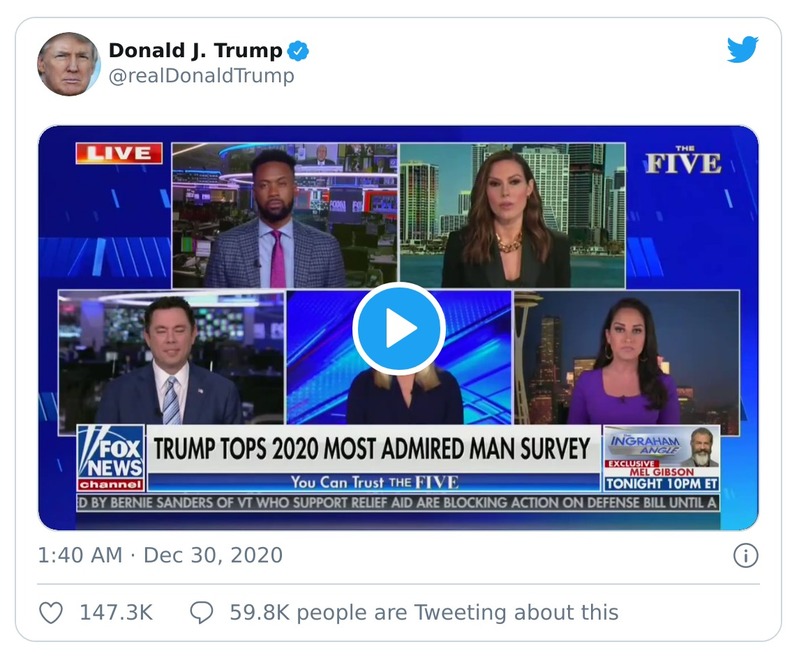 Donald J. Trump
@realDonaldTrump
LIVE
THE
FIVE
FOX
NEWS
channel
TRUMP TOPS 2020 MOST ADMIRED MAN SURVEY
You Can Trust THE FIVE
INGRAHAM
ANGLE
EXCLUSIVE
MEL GIBSON
TONIGHT 10PM ET
D BY BERNIE SANDERS OF VT WHO SUPPORT RELIEF AID ARE BLOCKING ACTION ON DEFENSE BILL UNTIL A
1:40 AM · Dec 30, 2020
147.3K
59.8K people are Tweeting about this